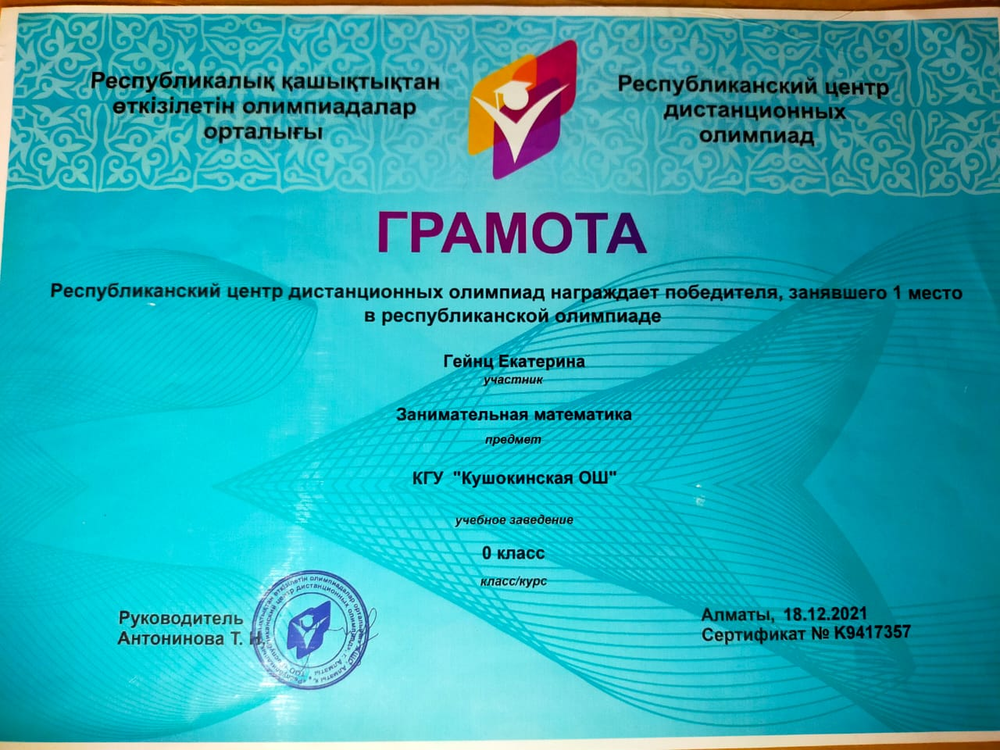 Республикалық қашықтықтан
өткізілетін олимпиадалар
орталығы
Республиканский центр
дистанционных
олимпиад
ГРАМОТА
Республиканский центр дистанционных олимпиад награждает победителя, занявшего 1 место
в республиканской олимпиаде
Гейнц Екатерина
участник
Занимательная математика
предмет
КГУ "Кушокинская ОШ"
учебное заведение
0 класс
класс/курс
Руководитель
Антонинова Т. Н.
Алматы, 18.12.2021
Сертификат № K9417357